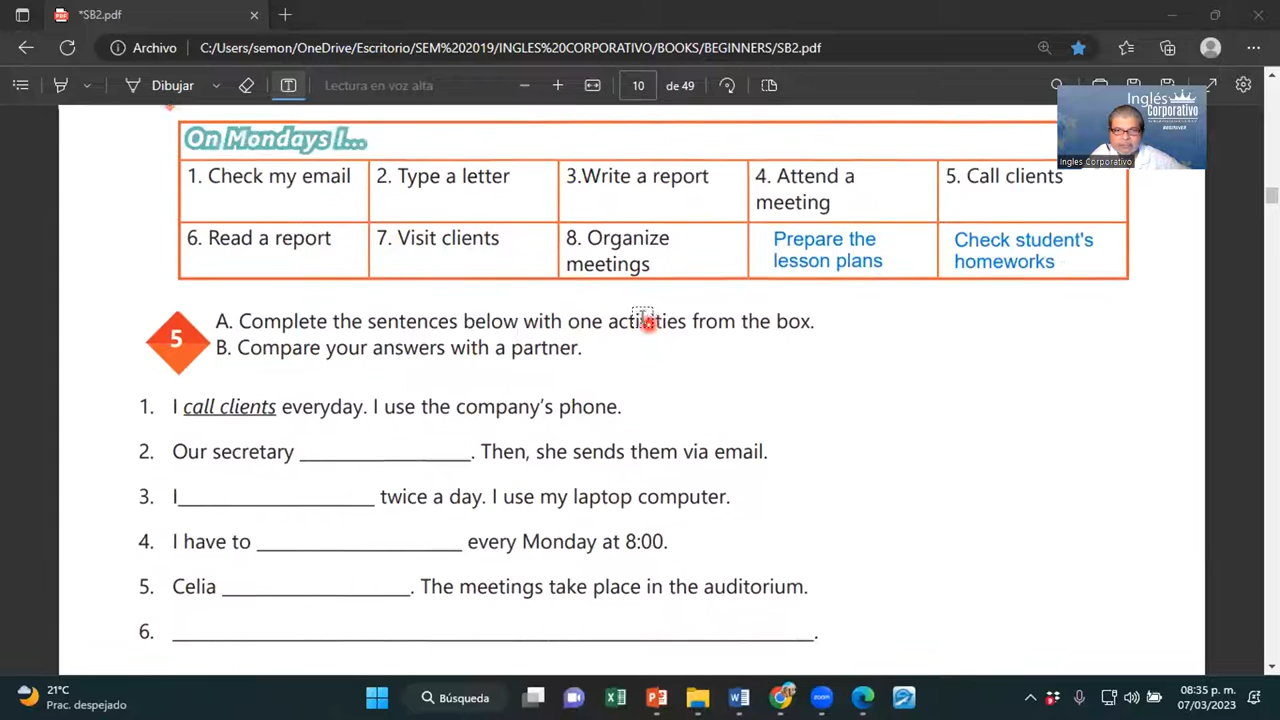 *SB2.pdf
Archivo
C:/Users/semon/OneDrive/Escritorio/SEM%202019/INGLES%20CORPORATIVO/BOOKS/BEGINNERS/SB2.pdf
Dibujar
Lectura en voz alta
10
de 49
Inglés
Corporativo
BEGINNER
Ingles Corporativo
On Mondays I...
1. Check my email
2. Type a letter
3.Write a report
4. Attend a
meeting
5. Call clients
6. Read a report
7. Visit clients
8. Organize
meetings
Prepare the
lesson plans
Check student's
homeworks
5
A. Complete the sentences below with one activities from the box.
B. Compare your answers with a partner.
1. I call clients everyday. I use the company's phone.
2. Our secretary ________________. Then, she sends them via email.
3. I__________________ twice a day. I use my laptop computer.
4. I have to ___________________ every Monday at 8:00.
5. Celia _________________. The meetings take place in the auditorium.
6. ____________________________________________________________.
21°C
Prac. despejado
Búsqueda
08:35 p. m.
07/03/2023